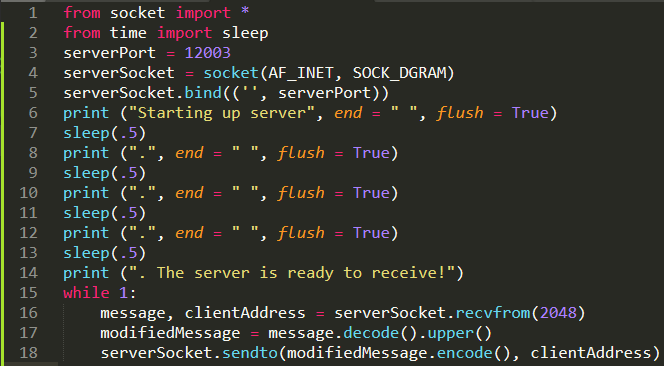 1 from socket import *
2 from time import sleep
3 serverPort = 12003
4 serverSocket = socket(AF_INET, SOCK_DGRAM)
5 serverSocket.bind(('', serverPort))
6 print ("Starting up server", end = " ", flush = True)
7 sleep(.5)
8 print (".", end = " ", flush = True)
9 sleep(.5)
10 print (".", end = " ", flush = True)
11 sleep(.5)
12 print (".", end = " ", flush = True)
13 sleep(.5)
14 print (". The server is ready to receive!")
15 while 1:
16     message, clientAddress = serverSocket.recvfrom(2048)
17     modifiedMessage = message.decode().upper()
18     serverSocket.sendto(modifiedMessage.encode(), clientAddress)